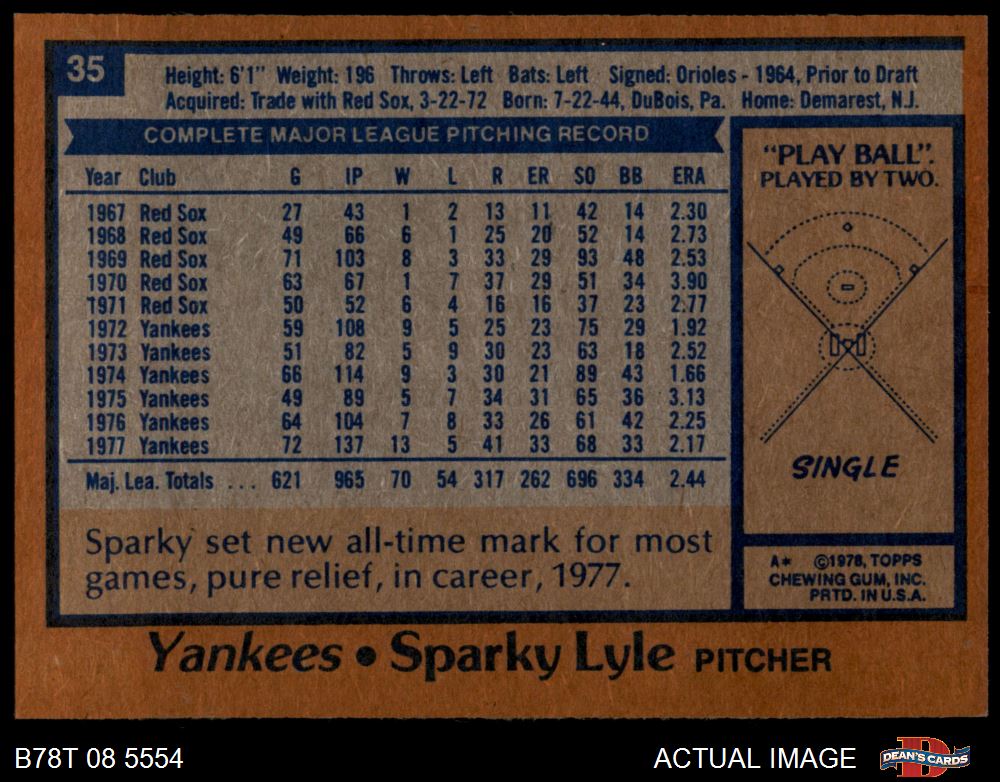 35
Height: 6'1" Weight: 196 Throws: Left Bats: Left Signed: Orioles - 1964, Prior to Draft
Acquired: Trade with Red Sox, 3-22-72 Born: 7-22-44, DuBois, Pa. Home: Demarest, N.J.
COMPLETE MAJOR LEAGUE PITCHING RECORD
Year Club G IP W L R ER SO BB ERA
1967 Red Sox 27 43 1 2 13 11 42 14 2.30
1968 Red Sox 49 66 6 1 25 20 52 14 2.73
1969 Red Sox 71 103 8 3 33 29 93 48 2.53
1970 Red Sox 63 67 1 7 37 29 51 34 3.90
1971 Red Sox 50 52 6 4 16 16 37 23 2.77
1972 Yankees 59 108 9 5 25 23 75 29 1.92
1973 Yankees 51 82 5 9 30 23 63 18 2.52
1974 Yankees 66 114 9 3 30 21 89 43 1.66
1975 Yankees 49 89 5 7 34 31 65 36 3.13
1976 Yankees 64 104 7 8 33 26 61 42 2.25
1977 Yankees 72 137 13 5 41 33 68 33 2.17
Maj. Lea. Totals ... 621 965 70 54 317 262 696 334 2.44
Sparky set new all-time mark for most
games, pure relief, in career, 1977.
"PLAY BALL".
PLAYED BY TWO.
SINGLE
A* ©1978, TOPPS
CHEWING GUM, INC.
PRTD. IN U.S.A.
Yankees • Sparky Lyle PITCHER
B78T 08 5554
ACTUAL IMAGE
D
DEAN'S CARDS